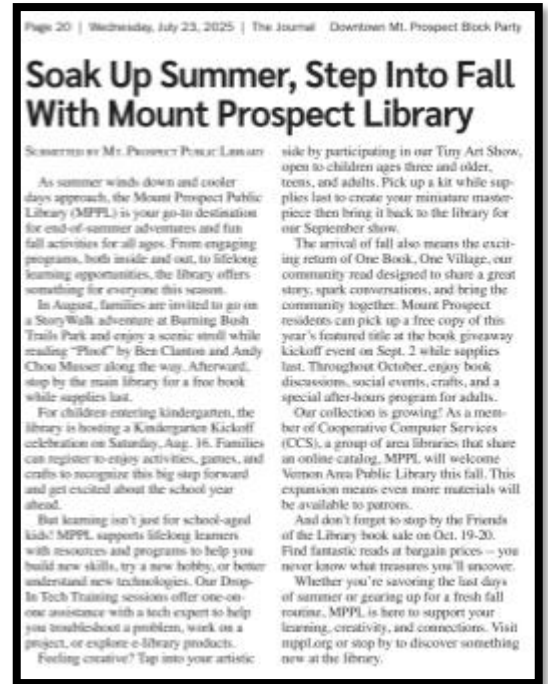 Page 20 | Wednesday, July 23, 2025 | The Journal Downtown Mt. Prospect Block Party
Soak Up Summer, Step Into Fall
With Mount Prospect Library
SUBMITTED BY MT. PROSPECT PUBLIC LIBRARY
As summer winds down and cooler
days approach, the Mount Prospect Public
Library (MPPL) is your go-to destination
for end-of-summer adventures and fun
fall activities for all ages. From engaging
programs, both inside and out, to lifelong
learning opportunities, the library offers
something for everyone this season.
In August, families are invited to go on
a StoryWalk adventure at Burning Bush
Trails Park and enjoy a scenic stroll while
reading "Ploof" by Ben Clanton and Andy
Chou Musser along the way. Afterward,
stop by the main library for a free book
while supplies last.
For children entering kindergarten, the
library is hosting a Kindergarten Kickoff
celebration on Saturday, Aug. 16. Families
can register to enjoy activities, games, and
crafts to recognize this big step forward
and get excited about the school year
ahead.
But learning isn't just for school-aged
kids! MPPL supports lifelong learners
with resources and programs to help you
build new skills, try a new hobby, or better
understand new technologies. Our Drop-
In Tech Training sessions offer one-on-
one assistance with a tech expert to help
you troubleshoot a problem, work on a
project, or explore e-library products.
Feeling creative? Tap into your artistic
side by participating in our Tiny Art Show,
open to children ages three and older,
teens, and adults. Pick up a kit while sup-
plies last to create your miniature master-
piece then bring it back to the library for
our September show.
The arrival of fall also means the excit-
ing return of One Book, One Village, our
community read designed to share a great
story, spark conversations, and bring the
community together. Mount Prospect
residents can pick up a free copy of this
year's featured title at the book giveaway
kickoff event on Sept. 2 while supplies
last. Throughout October, enjoy book
discussions, social events, crafts, and a
special after-hours program for adults.
Our collection is growing! As a mem-
ber of Cooperative Computer Services
(CCS), a group of area libraries that share
an online catalog, MPPL will welcome
Vernon Area Public Library this fall. This
expansion means even more materials will
be available to patrons.
And don't forget to stop by the Friends
of the Library book sale on Oct. 19-20.
Find fantastic reads at bargain prices – you
never know what treasures you'll uncover.
Whether you're savoring the last days
of summer or gearing up for a fresh fall
routine, MPPL is here to support your
learning, creativity, and connections. Visit
mppl.org or stop by to discover something
new at the library.